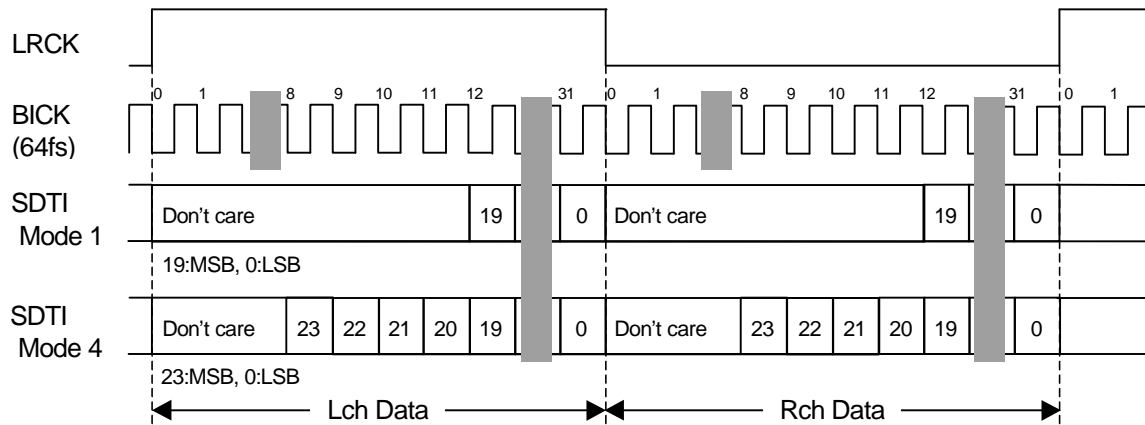 LRCK
0 1 8 9 10 11 12 31 0 1 8 9 10 11 12 31 0 1
BICK
(64fs)
SDTI
Mode 1
Don't care 19 0 Don't care 19 0
19:MSB, 0:LSB
SDTI
Mode 4
Don't care 23 22 21 20 19 0 Don't care 23 22 21 20 19 0
23:MSB, 0:LSB
Lch Data Rch Data